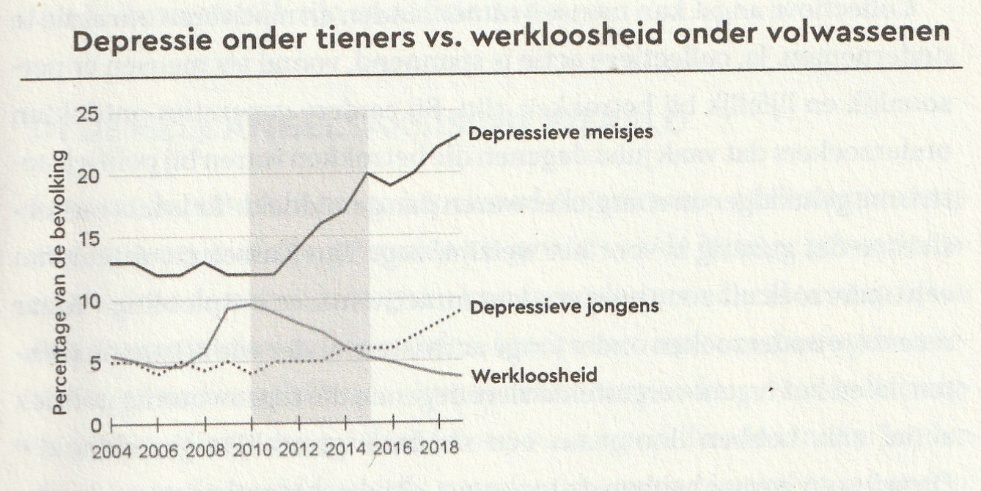 Depressie onder tieners vs. werkloosheid onder volwassenen
Percentage van de bevolking
25
20
15
10
5
0
Depressieve meisjes
Depressieve jongens
Werkloosheid
2004 2006 2008 2010 2012 2014 2016 2018